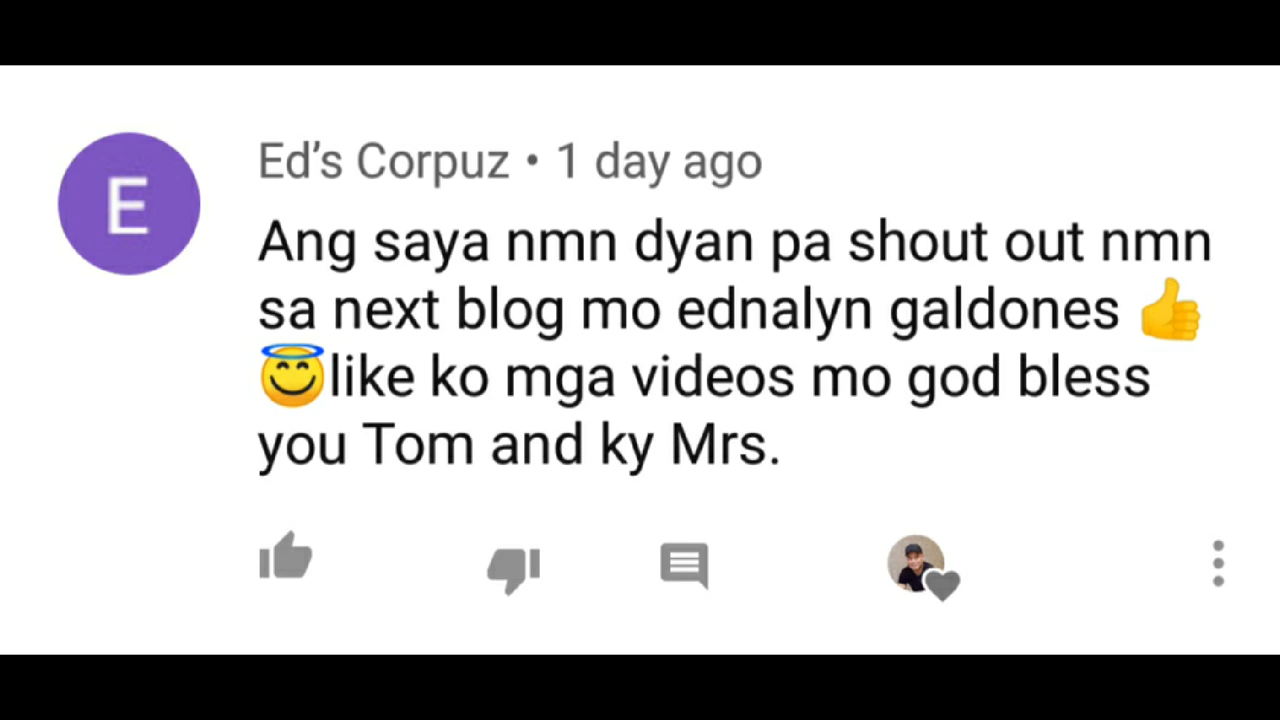 E
Ed’s Corpuz • 1 day ago
Ang saya nmn dyan pa shout out nmn
sa next blog mo ednalyn galdones 👍
😇like ko mga videos mo god bless
you Tom and ky Mrs.